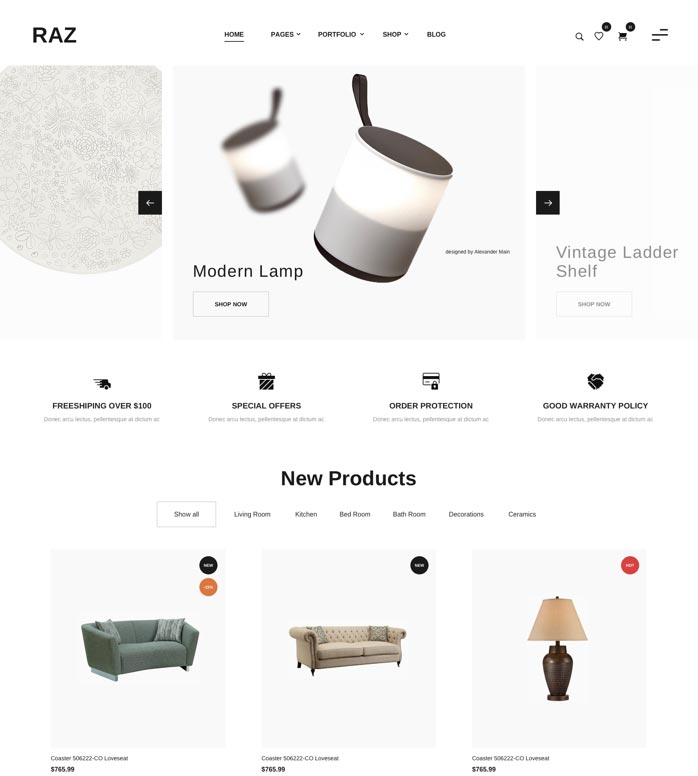 RAZ
HOME PAGES PORTFOLIO SHOP BLOG
designed by Alexander Main
Modern Lamp
SHOP NOW
Vintage Ladder
Shelf
SHOP NOW
FREESHIPING OVER $100
Donec arcu lectus, pellentesque at dictum ac
SPECIAL OFFERS
Donec arcu lectus, pellentesque at dictum ac
ORDER PROTECTION
Donec arcu lectus, pellentesque at dictum ac
GOOD WARRANTY POLICY
Donec arcu lectus, pellentesque at dictum ac
New Products
Show all Living Room Kitchen Bed Room Bath Room Decorations Ceramics
NEW
NEW
HOT
Coaster 506222-CO Loveseat
$765.99
Coaster 506222-CO Loveseat
$765.99
Coaster 506222-CO Loveseat
$765.99